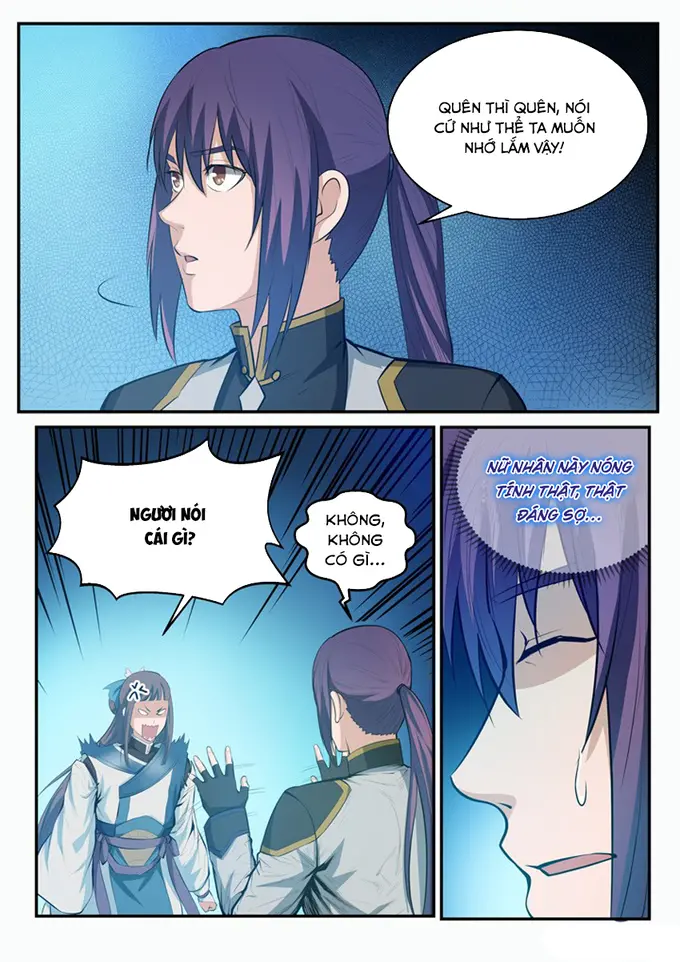 QUÊN THÌ QUÊN, NÓI
CỨ NHƯ THỂ TA MUỐN
NHỚ LẮM VẬY!
NGƯƠI NÓI
CÁI GÌ?
KHÔNG,
KHÔNG
CÓ GÌ...
NỮ NHÂN NÀY NÓNG
TÍNH THẬT, THẬT
ĐÁNG SỢ...